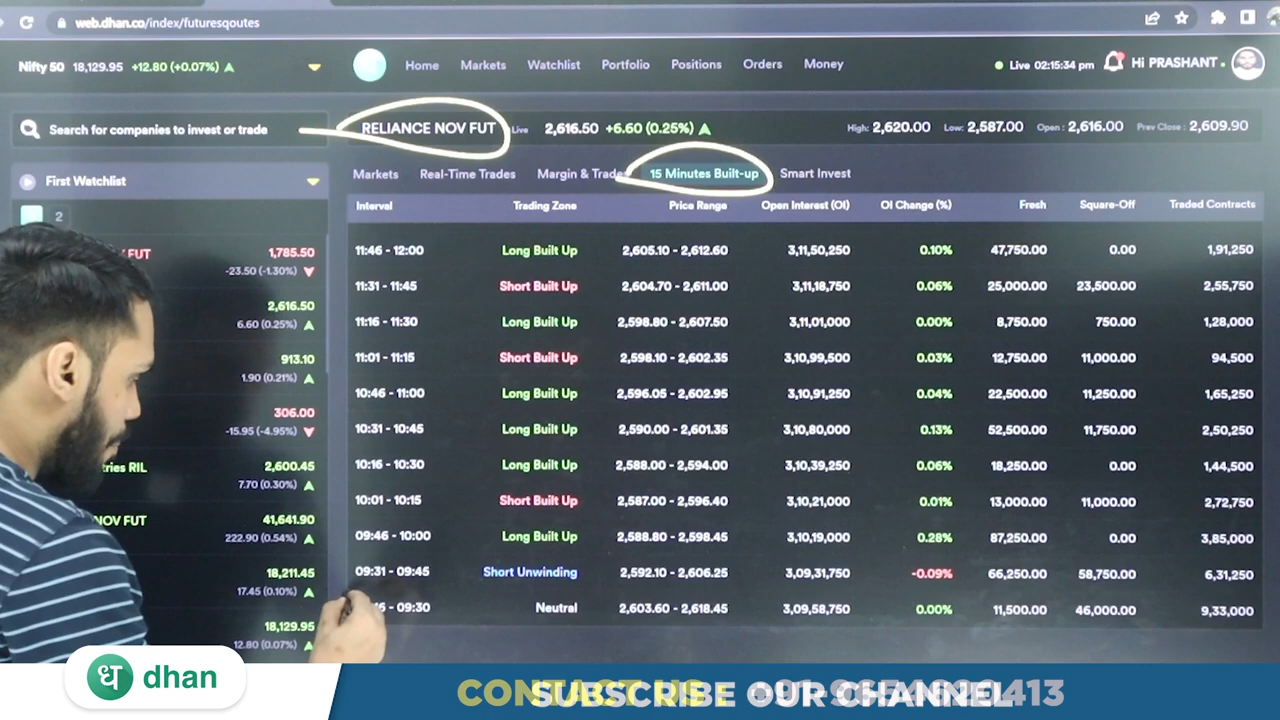 web.dhan.co/index/futuresqoutes
Nifty 50 18,129.95 +12.80 (+0.07%)
Home Markets Watchlist Portfolio Positions Orders Money
Live 02:15:34 pm Hi PRASHANT
Search for companies to invest or trade
RELIANCE NOV FUT Live 2,616.50 +6.60 (0.25%)
High: 2,620.00 Low: 2,587.00 Open : 2,616.00 Prev Close : 2,609.90
First Watchlist
2
FUT 1,785.50
-23.50 (-1.30%)
2,616.50
6.60 (0.25%)
913.10
1.90 (0.21%)
306.00
-15.95 (-4.95%)
tries RIL 2,600.45
7.70 (0.30%)
NOV FUT 41,641.90
222.90 (0.54%)
18,211.45
17.45 (0.10%)
18,129.95
12.80 (0.07%)
Markets Real-Time Trades Margin & Trades 15 Minutes Built-up Smart Invest
Interval Trading Zone Price Range Open Interest (OI) OI Change (%) Fresh Square-Off Traded Contracts
11:46 - 12:00 Long Built Up 2,605.10 - 2,612.60 3,11,50,250 0.10% 47,750.00 0.00 1,91,250
11:31 - 11:45 Short Built Up 2,604.70 - 2,611.00 3,11,18,750 0.06% 25,000.00 23,500.00 2,55,750
11:16 - 11:30 Long Built Up 2,598.80 - 2,607.50 3,11,01,000 0.00% 8,750.00 750.00 1,28,000
11:01 - 11:15 Short Built Up 2,598.10 - 2,602.35 3,10,99,500 0.03% 12,750.00 11,000.00 94,500
10:46 - 11:00 Long Built Up 2,596.05 - 2,602.95 3,10,91,250 0.04% 22,500.00 11,250.00 1,65,250
10:31 - 10:45 Long Built Up 2,590.00 - 2,601.35 3,10,80,000 0.13% 52,500.00 11,750.00 2,50,250
10:16 - 10:30 Long Built Up 2,588.00 - 2,594.00 3,10,39,250 0.06% 18,250.00 0.00 1,44,500
10:01 - 10:15 Short Built Up 2,587.00 - 2,596.40 3,10,21,000 0.01% 13,000.00 11,000.00 2,72,750
09:46 - 10:00 Long Built Up 2,588.80 - 2,598.45 3,10,19,000 0.28% 87,250.00 0.00 3,85,000
09:31 - 09:45 Short Unwinding 2,592.10 - 2,606.25 3,09,31,750 -0.09% 66,250.00 58,750.00 6,31,250
- 09:30 Neutral 2,603.60 - 2,618.45 3,09,58,750 0.00% 11,500.00 46,000.00 9,33,000
ध dhan
CONTACT US :
SUBSCRIBE OUR CHANNEL